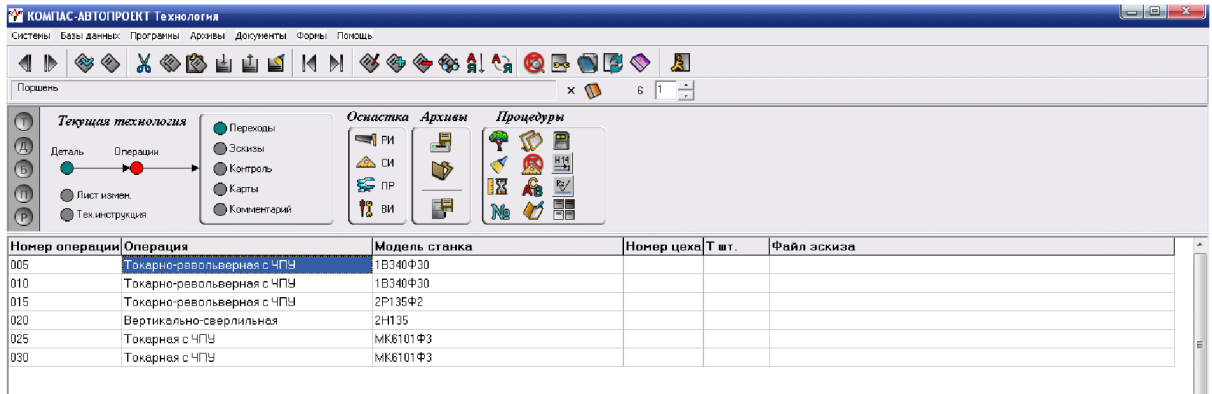 КОМПАС-АВТОПРОЕКТ Технология
Системы Базы данных Программы Архивы Документы Формы Помощь
Поршень × 6 1
Текущая технология
Деталь Операции
Лист измен.
Тех.инструкция
Переходы
Эскизы
Контроль
Карты
Комментарий
Оснастка Архивы Процедуры
РИ
СИ
ПР
ВИ
Т
Д
Б
П
Р
Номер операции Операция Модель станка Номер цеха Т шт. Файл эскиза
005 Токарно-револьверная с ЧПУ 1В340Ф30
010 Токарно-револьверная с ЧПУ 1В340Ф30
015 Токарно-револьверная с ЧПУ 2Р135Ф2
020 Вертикально-сверлильная 2Н135
025 Токарная с ЧПУ МК6101Ф3
030 Токарная с ЧПУ МК6101Ф3